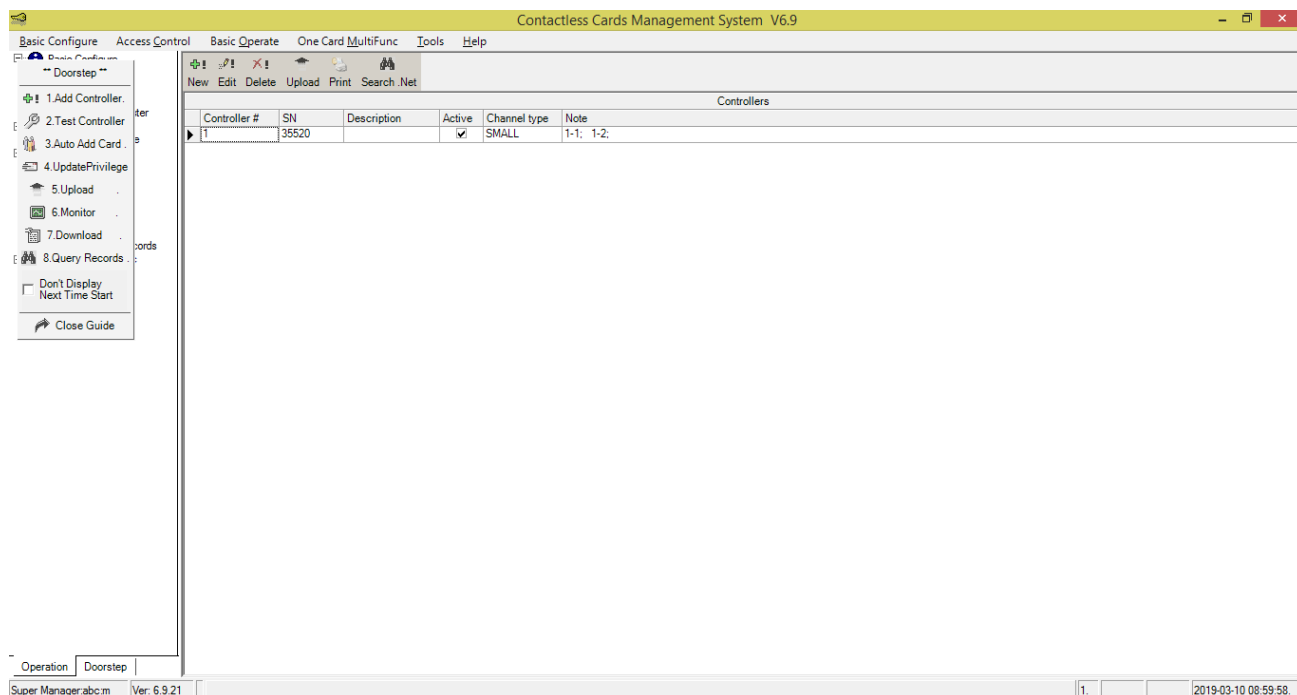 Contactless Cards Management System V6.9
Basic Configure Access Control Basic Operate One Card MultiFunc Tools Help
Basic Configure
** Doorstep **
1.Add Controller.
2.Test Controller
3.Auto Add Card .
4.UpdatePrivilege
5.Upload .
6.Monitor .
7.Download .
8.Query Records .
Don't Display
Next Time Start
Close Guide
ter
e
cords
New Edit Delete Upload Print Search .Net
Controllers
Controller # SN Description Active Channel type Note
1 35520 SMALL 1-1; 1-2;
Operation Doorstep
Super Manager:abc:m Ver: 6.9.21 1. 2019-03-10 08:59:58.